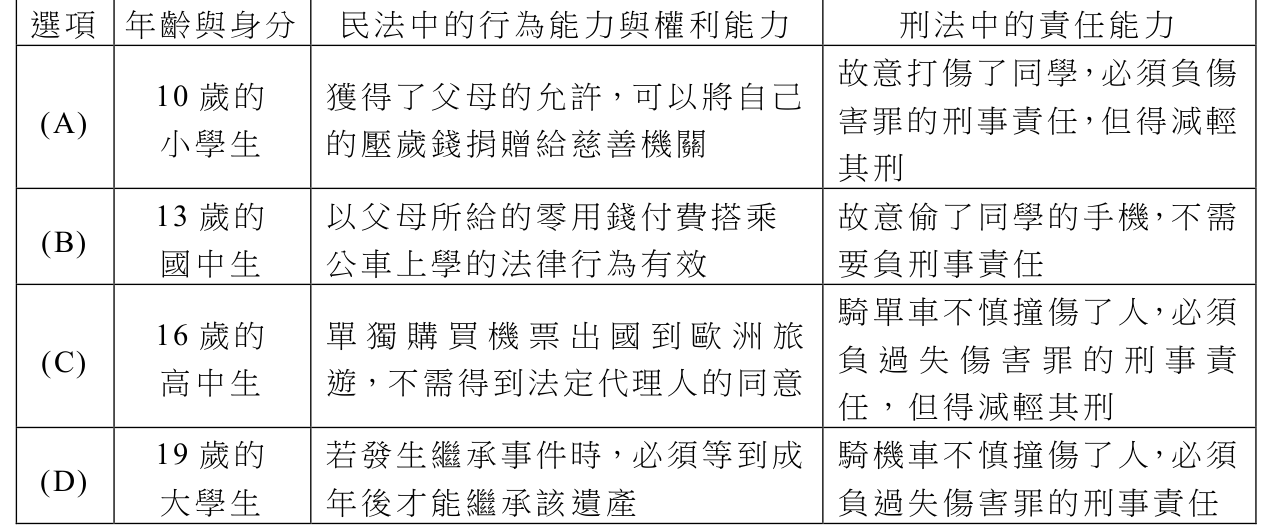 選項 年齡與身分 民法中的行為能力與權利能力 刑法中的責任能力
(A)
10 歲的
小學生
獲得了父母的允許，可以將自己
的壓歲錢捐贈給慈善機關
故意打傷了同學，必須負傷
害罪的刑事責任，但得減輕
其刑
(B)
13 歲的
國中生
以父母所給的零用錢付費搭乘
公車上學的法律行為有效
故意偷了同學的手機，不需
要負刑事責任
(C)
16 歲的
高中生
單獨購買機票出國到歐洲旅
遊，不需得到法定代理人的同意
騎單車不慎撞傷了人，必須
負過失傷害罪的刑事責
任，但得減輕其刑
(D)
19 歲的
大學生
若發生繼承事件時，必須等到成
年後才能繼承該遺產
騎機車不慎撞傷了人，必須
負過失傷害罪的刑事責任